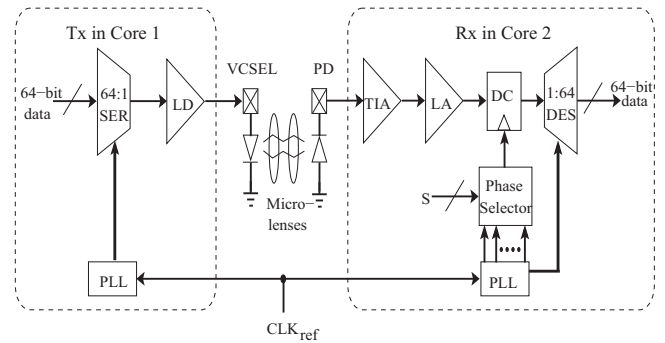 Tx in Core 1
Rx in Core 2
VCSEL
PD
64-bit
data
64:1
SER
LD
TIA
LA
DC
1:64
DES
64-bit
data
S
Phase
Selector
Micro-
lenses
PLL
PLL
CLKref